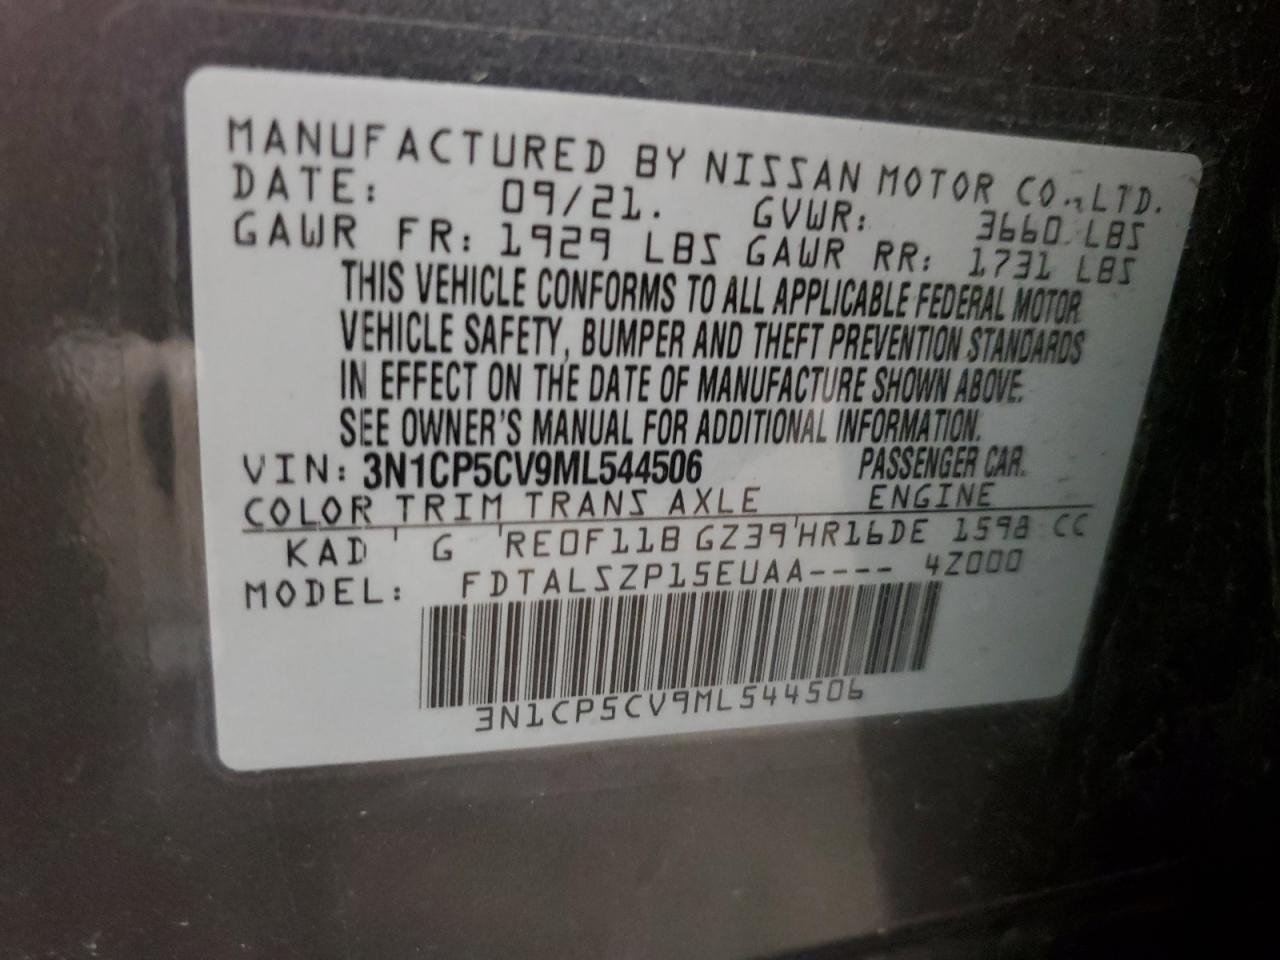 MANUFACTURED BY NISSAN MOTOR CO., LTD.
DATE: 09/21. GVWR: 3660 LBS
GAWR FR: 1929 LBS GAWR RR: 1731 LBS
THIS VEHICLE CONFORMS TO ALL APPLICABLE FEDERAL MOTOR
VEHICLE SAFETY, BUMPER AND THEFT PREVENTION STANDARDS
IN EFFECT ON THE DATE OF MANUFACTURE SHOWN ABOVE.
SEE OWNER'S MANUAL FOR ADDITIONAL INFORMATION.
VIN: 3N1CP5CV9ML544506 PASSENGER CAR.
COLOR TRIM TRANS AXLE ENGINE
KAD ' G 'RE0F11B GZ39'HR16DE 1598 CC
MODEL: FDTALSZP15EUAA---- 4Z000
3N1CP5CV9ML544506